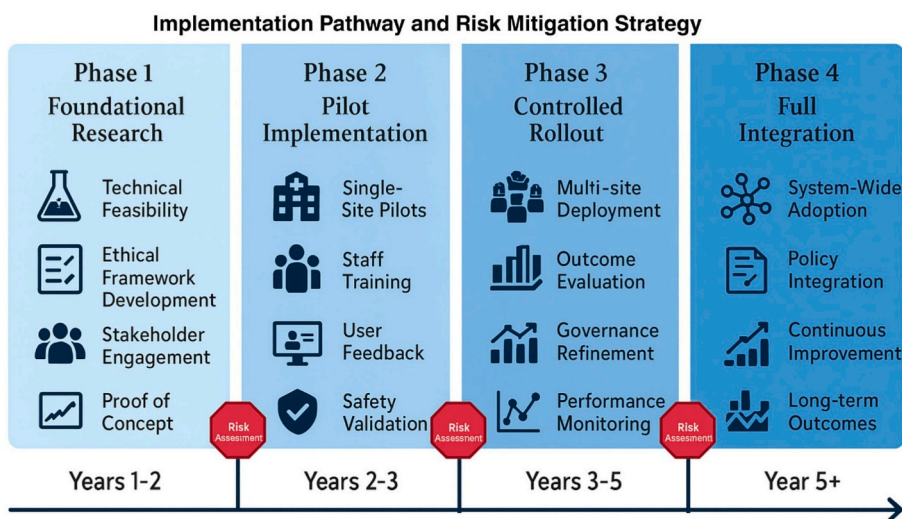 Implementation Pathway and Risk Mitigation Strategy
Phase 1
Foundational
Research
Technical
Feasibility
Ethical
Framework
Development
Stakeholder
Engagement
Proof of
Concept
Phase 2
Pilot
Implementation
Single-
Site Pilots
Staff
Training
User
Feedback
Safety
Validation
Phase 3
Controlled
Rollout
Multi-site
Deployment
Outcome
Evaluation
Governance
Refinement
Performance
Monitoring
Phase 4
Full
Integration
System-Wide
Adoption
Policy
Integration
Continuous
Improvement
Long-term
Outcomes
Risk
Assessment
Risk
Assessment
Risk
Assessment
Years 1-2
Years 2-3
Years 3-5
Year 5+